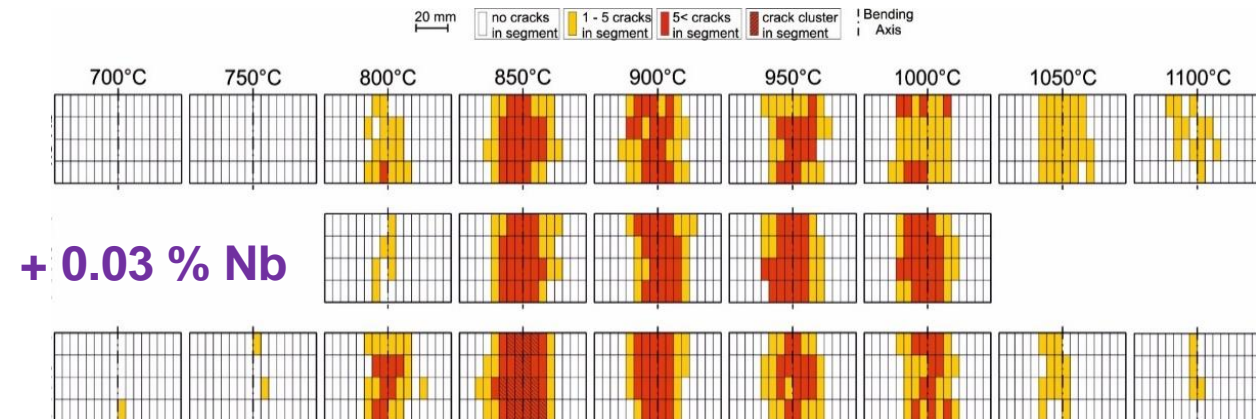 20 mm
no cracks
in segment
1 - 5 cracks
in segment
5< cracks
in segment
crack cluster
in segment
Bending
Axis
700°C 750°C 800°C 850°C 900°C 950°C 1000°C 1050°C 1100°C
+ 0.03 % Nb